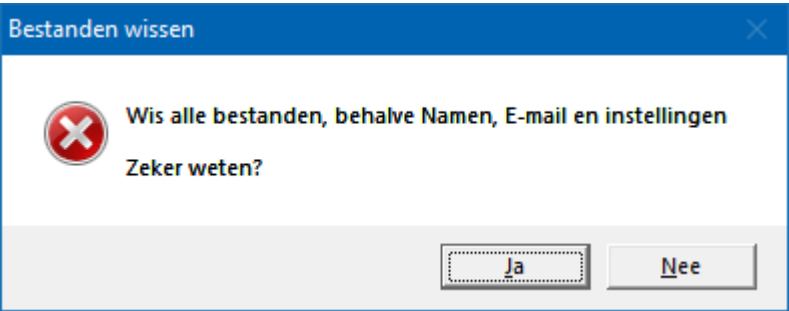 Bestanden wissen
Wis alle bestanden, behalve Namen, E-mail en instellingen
Zeker weten?
Ja
Nee